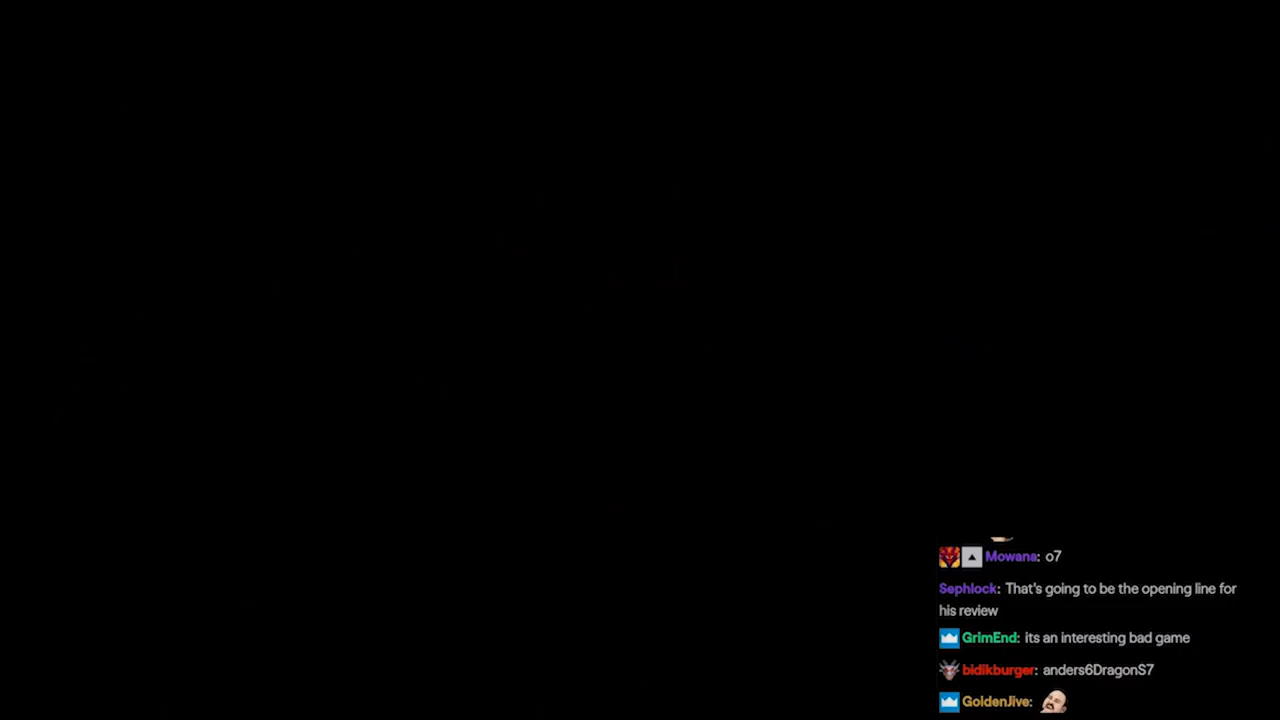 Mowana: o7
Sephlock: That's going to be the opening line for
his review
GrimEnd: its an interesting bad game
bidikburger: anders6DragonS7
GoldenJive: